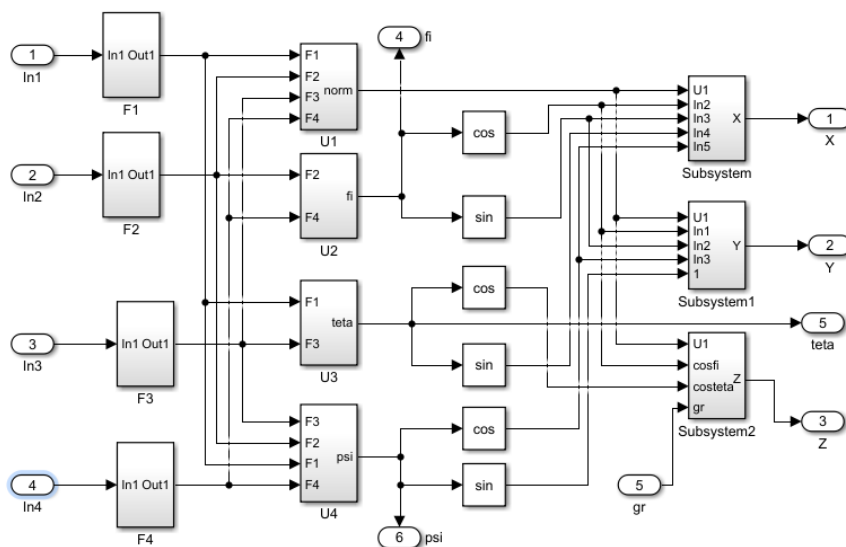 1
In1
In1 Out1
F1
2
In2
In1 Out1
F2
3
In3
In1 Out1
F3
4
In4
In1 Out1
F4
F1
F2
F3
F4
norm
U1
F2
F4
fi
U2
F1
F3
teta
U3
F3
F2
F1
F4
psi
U4
4
fi
cos
sin
cos
sin
cos
sin
6
psi
U1
In2
In3
In4
In5
X
Subsystem
1
X
U1
In1
In2
In3
1
Y
Subsystem1
2
Y
5
teta
U1
cosfi
costeta
gr
Z
Subsystem2
3
Z
5
gr